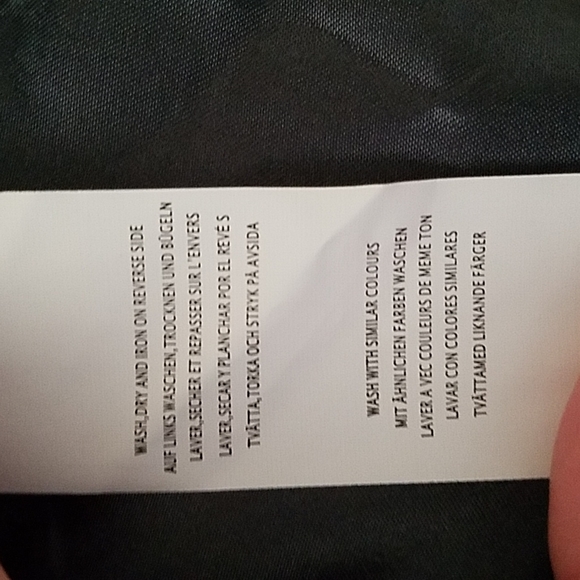 WASH,DRY AND IRON ON REVERSE SIDE
AUF LINKS WASCHEN,TROCKNEN UND BÜGELN
LAVER,SECHER ET REPASSER SUR L'ENVERS
LAVER,SECAR Y PLANCHAR POR EL REVÉ S
TVÄTTA,TORKA OCH STRYK PÅ AVSIDA
WASH WITH SIMILAR COLOURS
MIT ÄHNLICHEN FARBEN WASCHEN
LAVER A VEC COULEURS DE MEME TON
LAVAR CON COLORES SIMILARES
TVÄTTAMED LIKNANDE FÄRGER